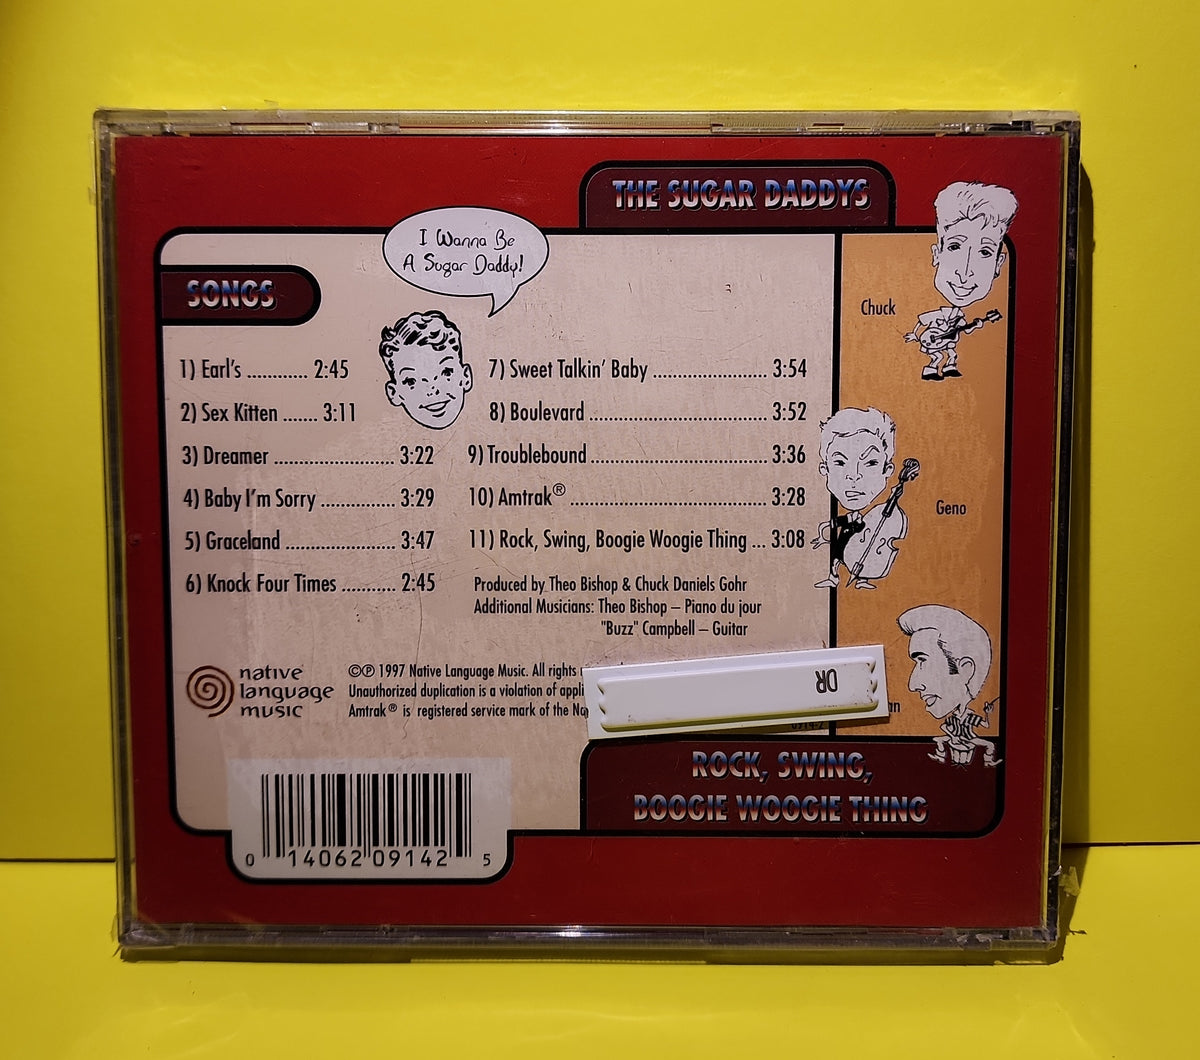 THE SUGAR DADDYS
I Wanna Be
A Sugar Daddy!
SONGS
1) Earl's ............ 2:45
2) Sex Kitten ....... 3:11
3) Dreamer ........................ 3:22
4) Baby I'm Sorry ............... 3:29
5) Graceland ...................... 3:47
6) Knock Four Times ........... 2:45
7) Sweet Talkin' Baby ....................... 3:54
8) Boulevard .................................... 3:52
9) Troublebound .................................... 3:36
10) Amtrak® ........................................ 3:28
11) Rock, Swing, Boogie Woogie Thing ... 3:08
Produced by Theo Bishop & Chuck Daniels Gohr
Additional Musicians: Theo Bishop – Piano du jour
"Buzz" Campbell – Guitar
Chuck
Geno
native
language
music
©℗ 1997 Native Language Music. All rights
Unauthorized duplication is a violation of
Amtrak® is registered service mark of the
DR
ROCK, SWING,
BOOGIE WOOGIE THING
0 14062 09142 5